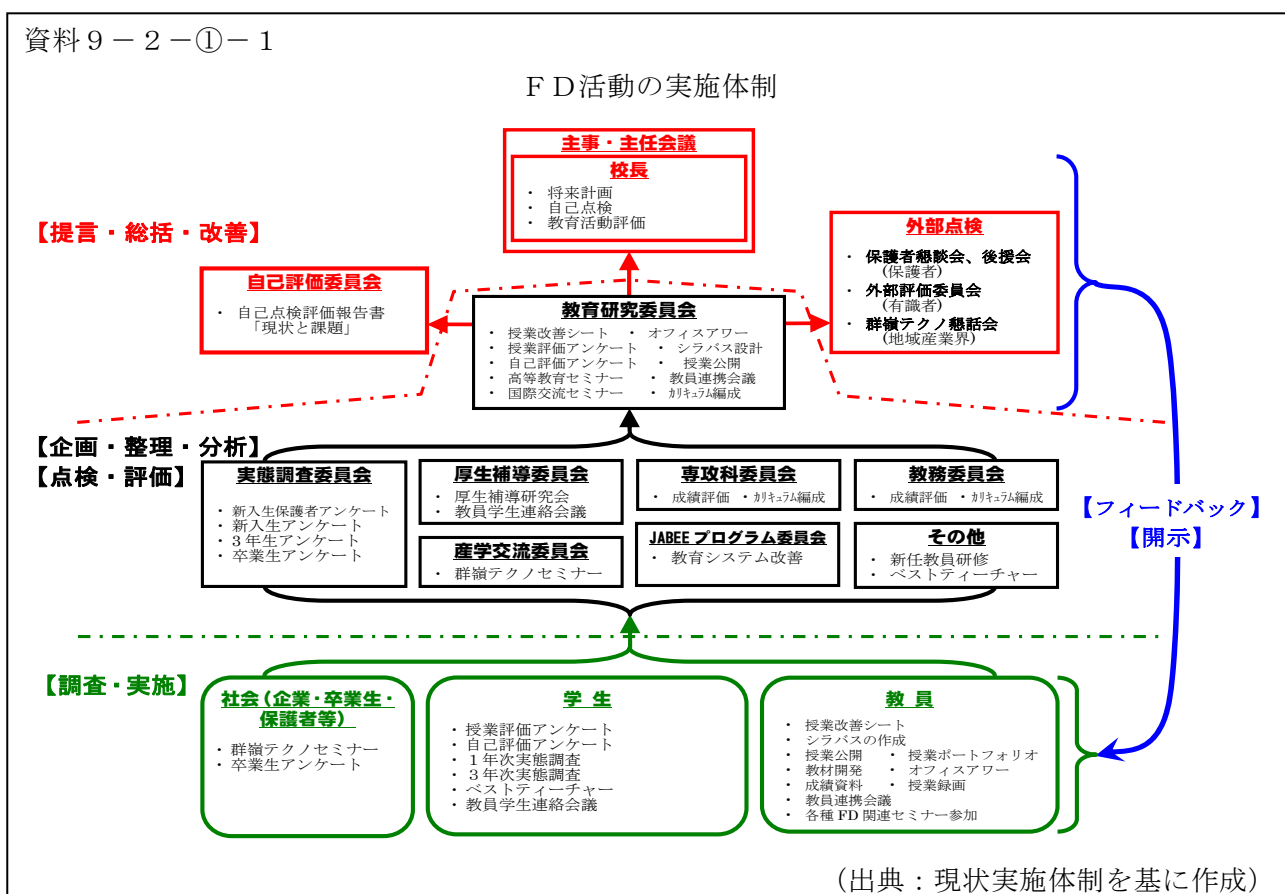 資料9-2-①-1
FD活動の実施体制
主事・主任会議
校長
・ 将来計画
・ 自己点検
・ 教育活動評価
【提言・総括・改善】
自己評価委員会
・ 自己点検評価報告書
「現状と課題」
外部点検
・ 保護者懇談会、後援会
(保護者)
・ 外部評価委員会
(有識者)
・ 群嶺テクノ懇話会
(地域産業界)
教育研究委員会
・ 授業改善シート ・ オフィスアワー
・ 授業評価アンケート ・ シラバス設計
・ 自己評価アンケート ・ 授業公開
・ 高等教育セミナー ・ 教員連携会議
・ 国際交流セミナー ・ カリキュラム編成
【企画・整理・分析】
【点検・評価】
実態調査委員会
・ 新入生保護者アンケート
・ 新入生アンケート
・ 3年生アンケート
・ 卒業生アンケート
厚生補導委員会
・ 厚生補導研究会
・ 教員学生連絡会議
専攻科委員会
・ 成績評価 ・カリキュラム編成
教務委員会
・ 成績評価 ・カリキュラム編成
産学交流委員会
・ 群嶺テクノセミナー
JABEEプログラム委員会
・ 教育システム改善
その他
・ 新任教員研修
・ ベストティーチャー
【フィードバック】
【開示】
【調査・実施】
社会(企業・卒業生・
保護者等)
・ 群嶺テクノセミナー
・ 卒業生アンケート
学 生
・ 授業評価アンケート
・ 自己評価アンケート
・ 1年次実態調査
・ 3年次実態調査
・ ベストティーチャー
・ 教員学生連絡会議
教 員
・ 授業改善シート
・ シラバスの作成
・ 授業公開 ・ 授業ポートフォリオ
・ 教材開発 ・ オフィスアワー
・ 成績資料 ・ 授業録画
・ 教員連携会議
・ 各種FD関連セミナー参加
(出典:現状実施体制を基に作成)